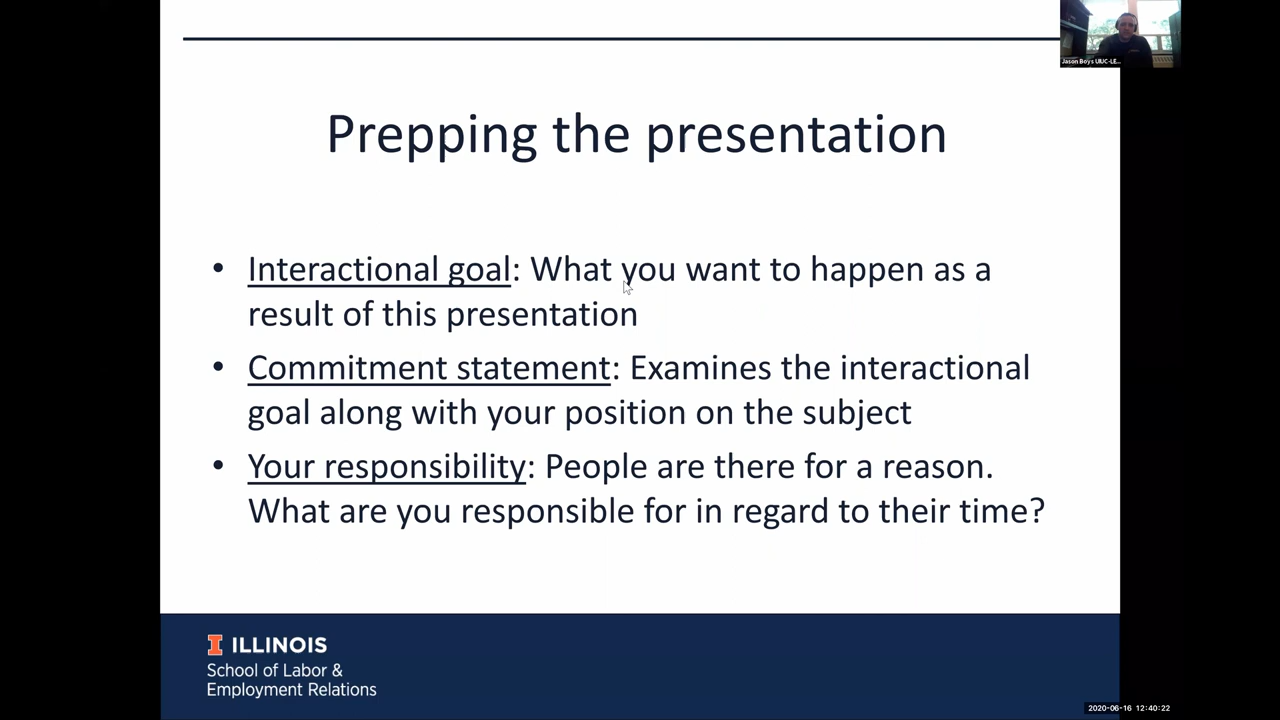 Jason Boys UIUC-LE...
Prepping the presentation
• Interactional goal: What you want to happen as a
result of this presentation
• Commitment statement: Examines the interactional
goal along with your position on the subject
• Your responsibility: People are there for a reason.
What are you responsible for in regard to their time?
I ILLINOIS
School of Labor &
Employment Relations
2020-06-16 12:40:22